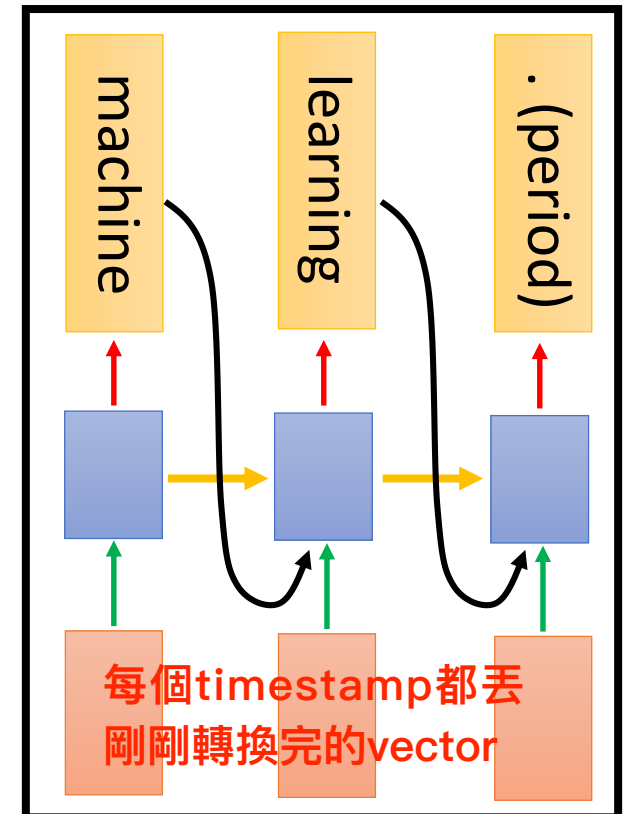 machine
learning
. (period)
每個timestamp都丟
剛剛轉換完的vector